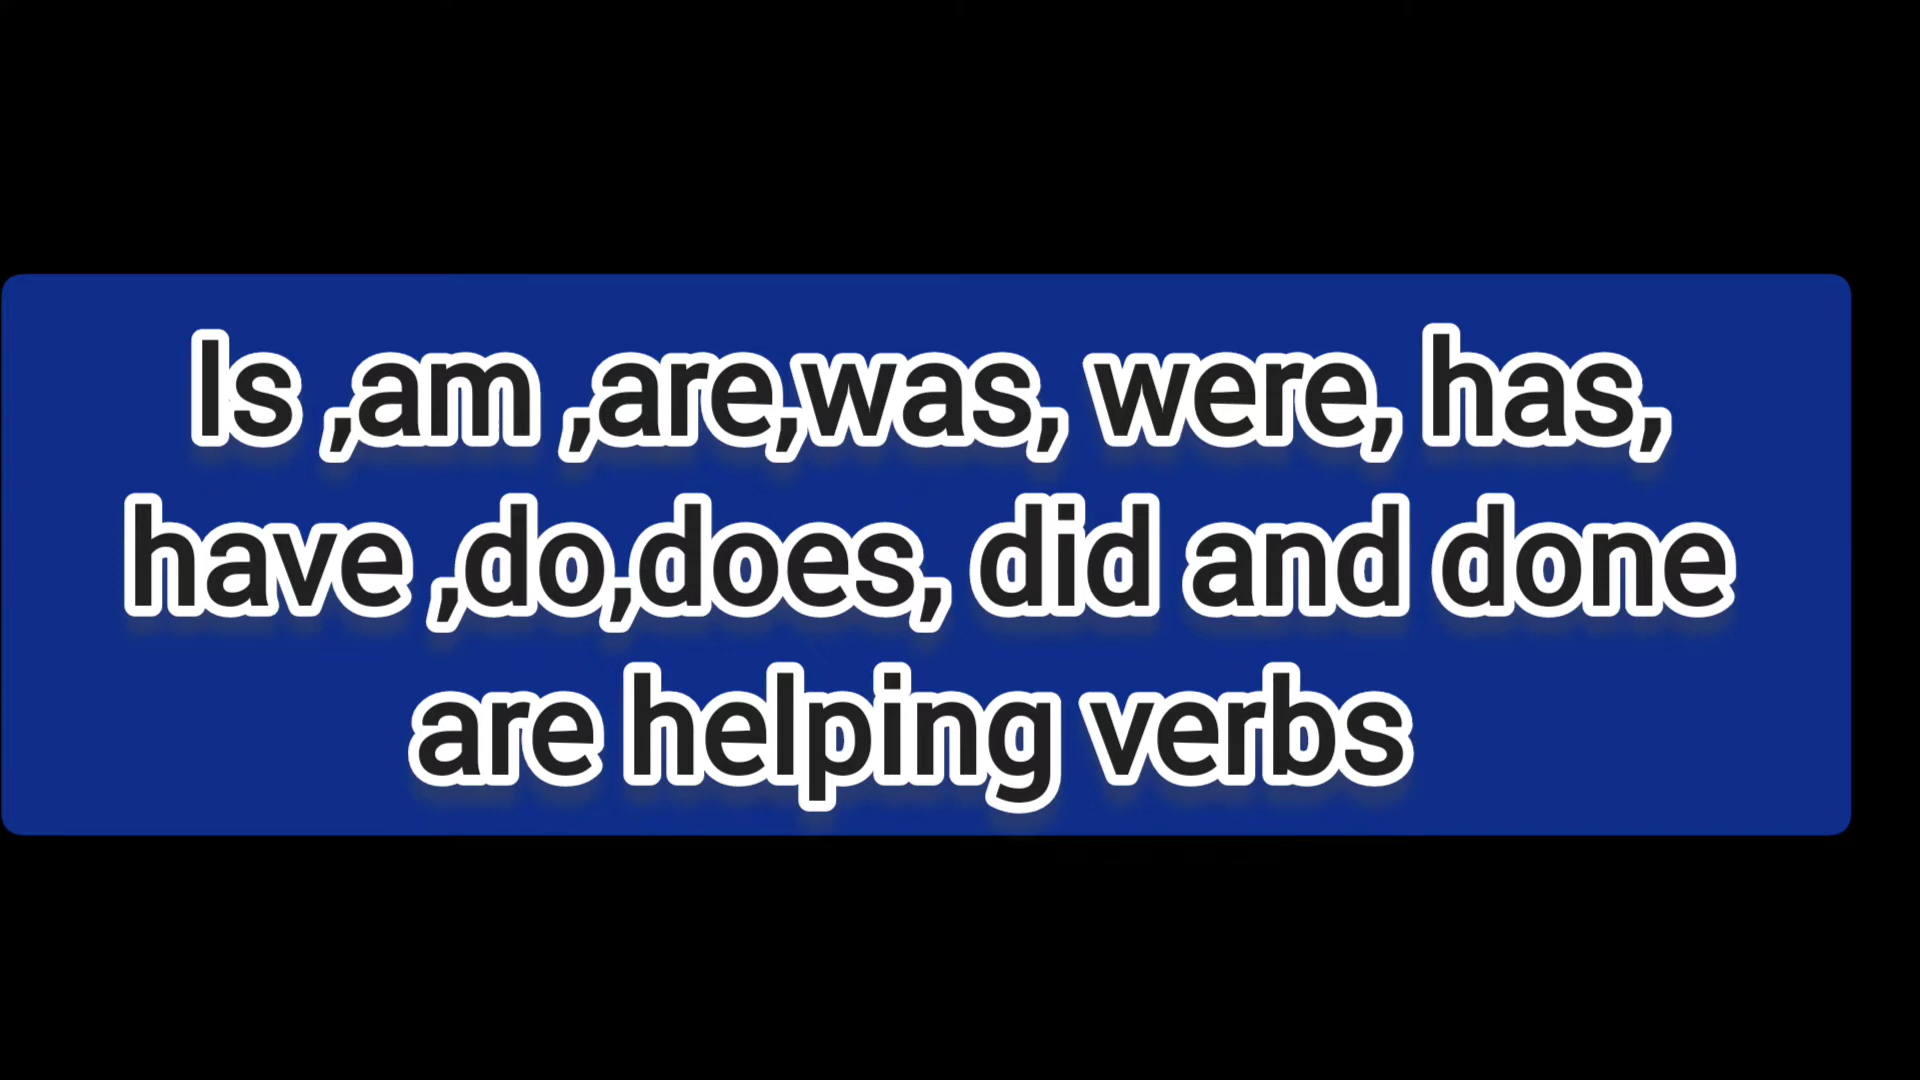 Is ,am ,are,was, were, has,
have ,do,does, did and done
are helping verbs